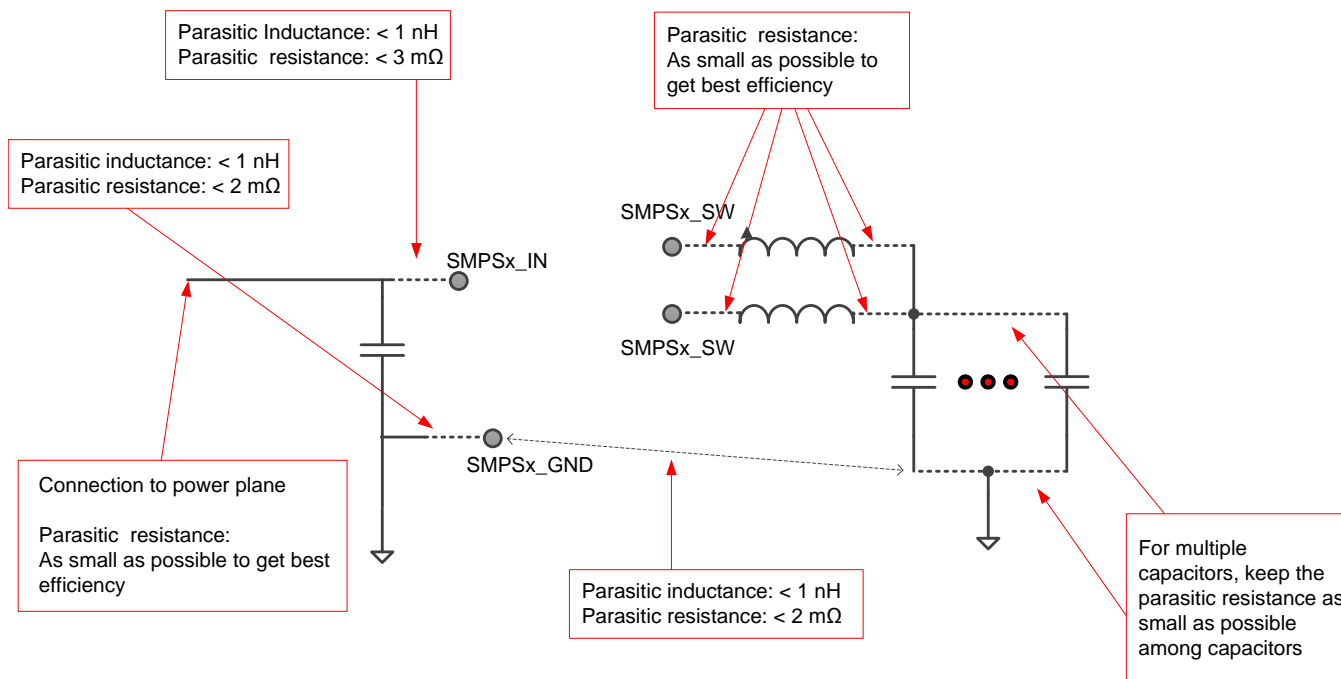 Parasitic Inductance: < 1 nH
Parasitic resistance: < 3 mΩ
Parasitic resistance:
As small as possible to
get best efficiency
Parasitic inductance: < 1 nH
Parasitic resistance: < 2 mΩ
SMPSx_SW
SMPSx_IN
SMPSx_SW
SMPSx_GND
Connection to power plane
Parasitic resistance:
As small as possible to get best
efficiency
Parasitic inductance: < 1 nH
Parasitic resistance: < 2 mΩ
For multiple
capacitors, keep the
parasitic resistance as
small as possible
among capacitors